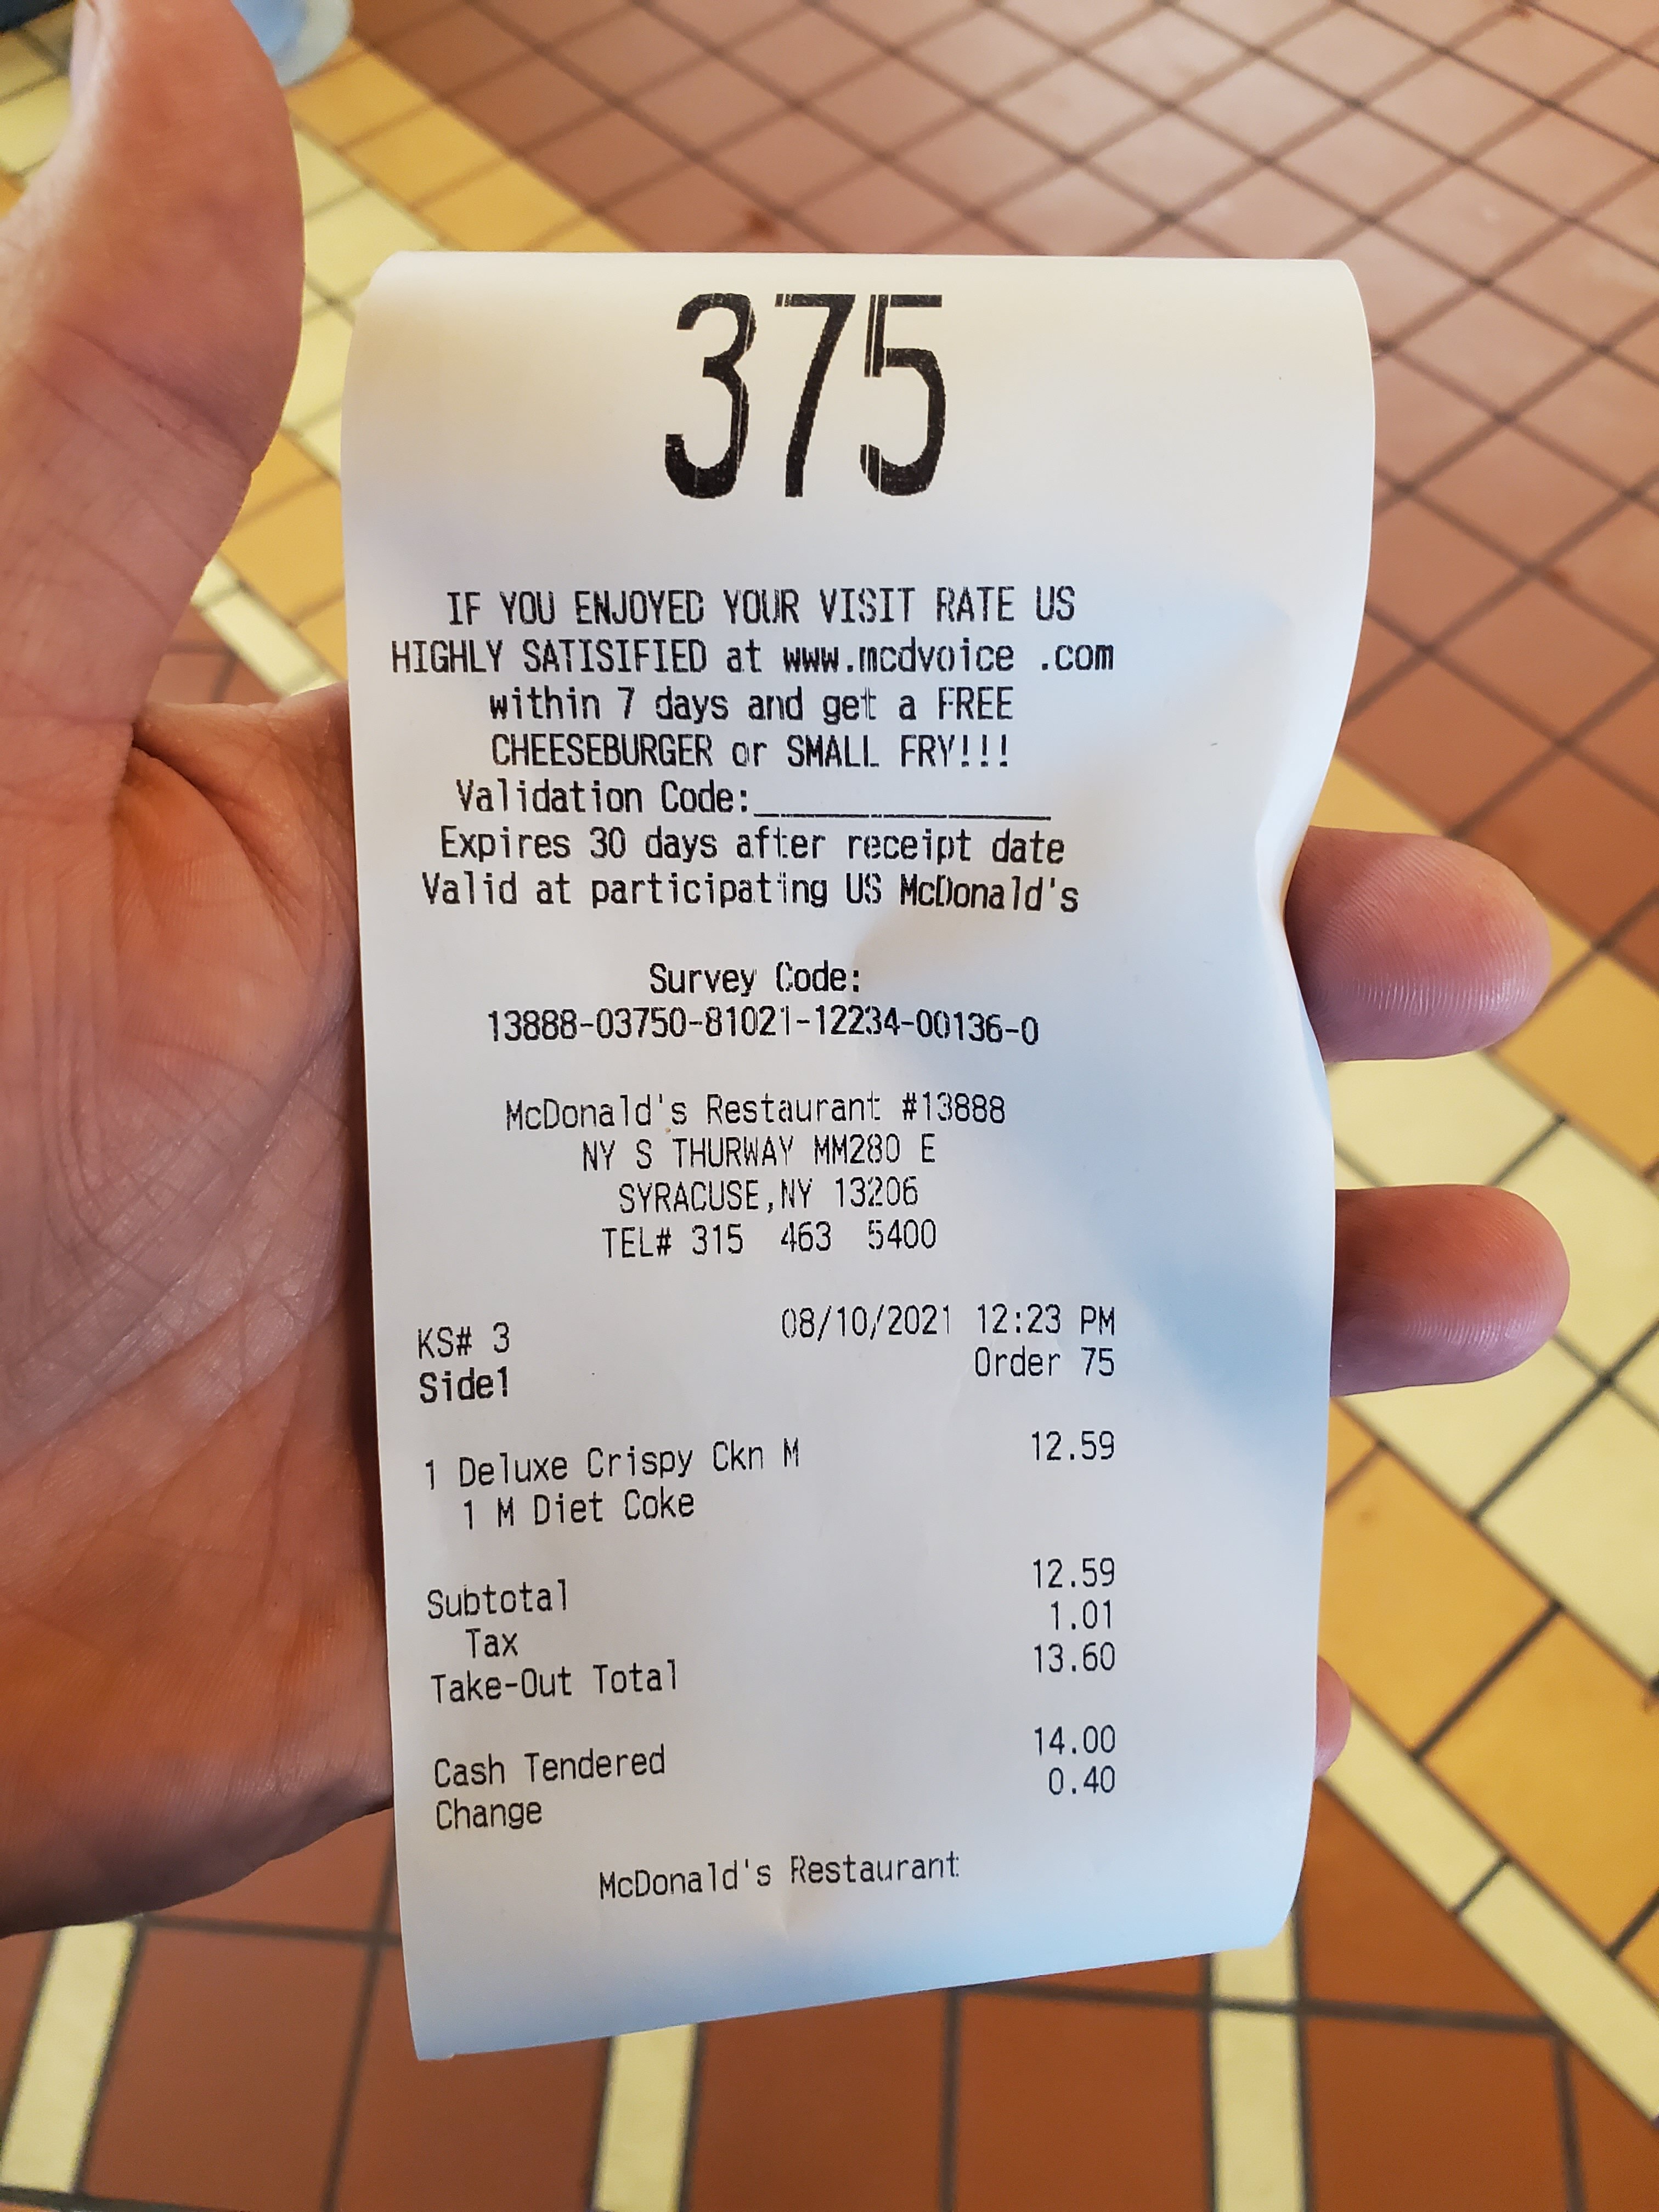 375
IF YOU ENJOYED YOUR VISIT RATE US
HIGHLY SATISIFIED at www.mcdvoice .com
within 7 days and get a FREE
CHEESEBURGER or SMALL FRY!!!
Validation Code:________________
Expires 30 days after receipt date
Valid at participating US McDonald's
Survey Code:
13888-03750-81021-12234-00136-0
McDonald's Restaurant #13888
NY S THURWAY MM280 E
SYRACUSE,NY 13206
TEL# 315 463 5400
KS# 3 08/10/2021 12:23 PM
Side1 Order 75
1 Deluxe Crispy Ckn M 12.59
1 M Diet Coke
Subtotal 12.59
Tax 1.01
Take-Out Total 13.60
Cash Tendered 14.00
Change 0.40
McDonald's Restaurant